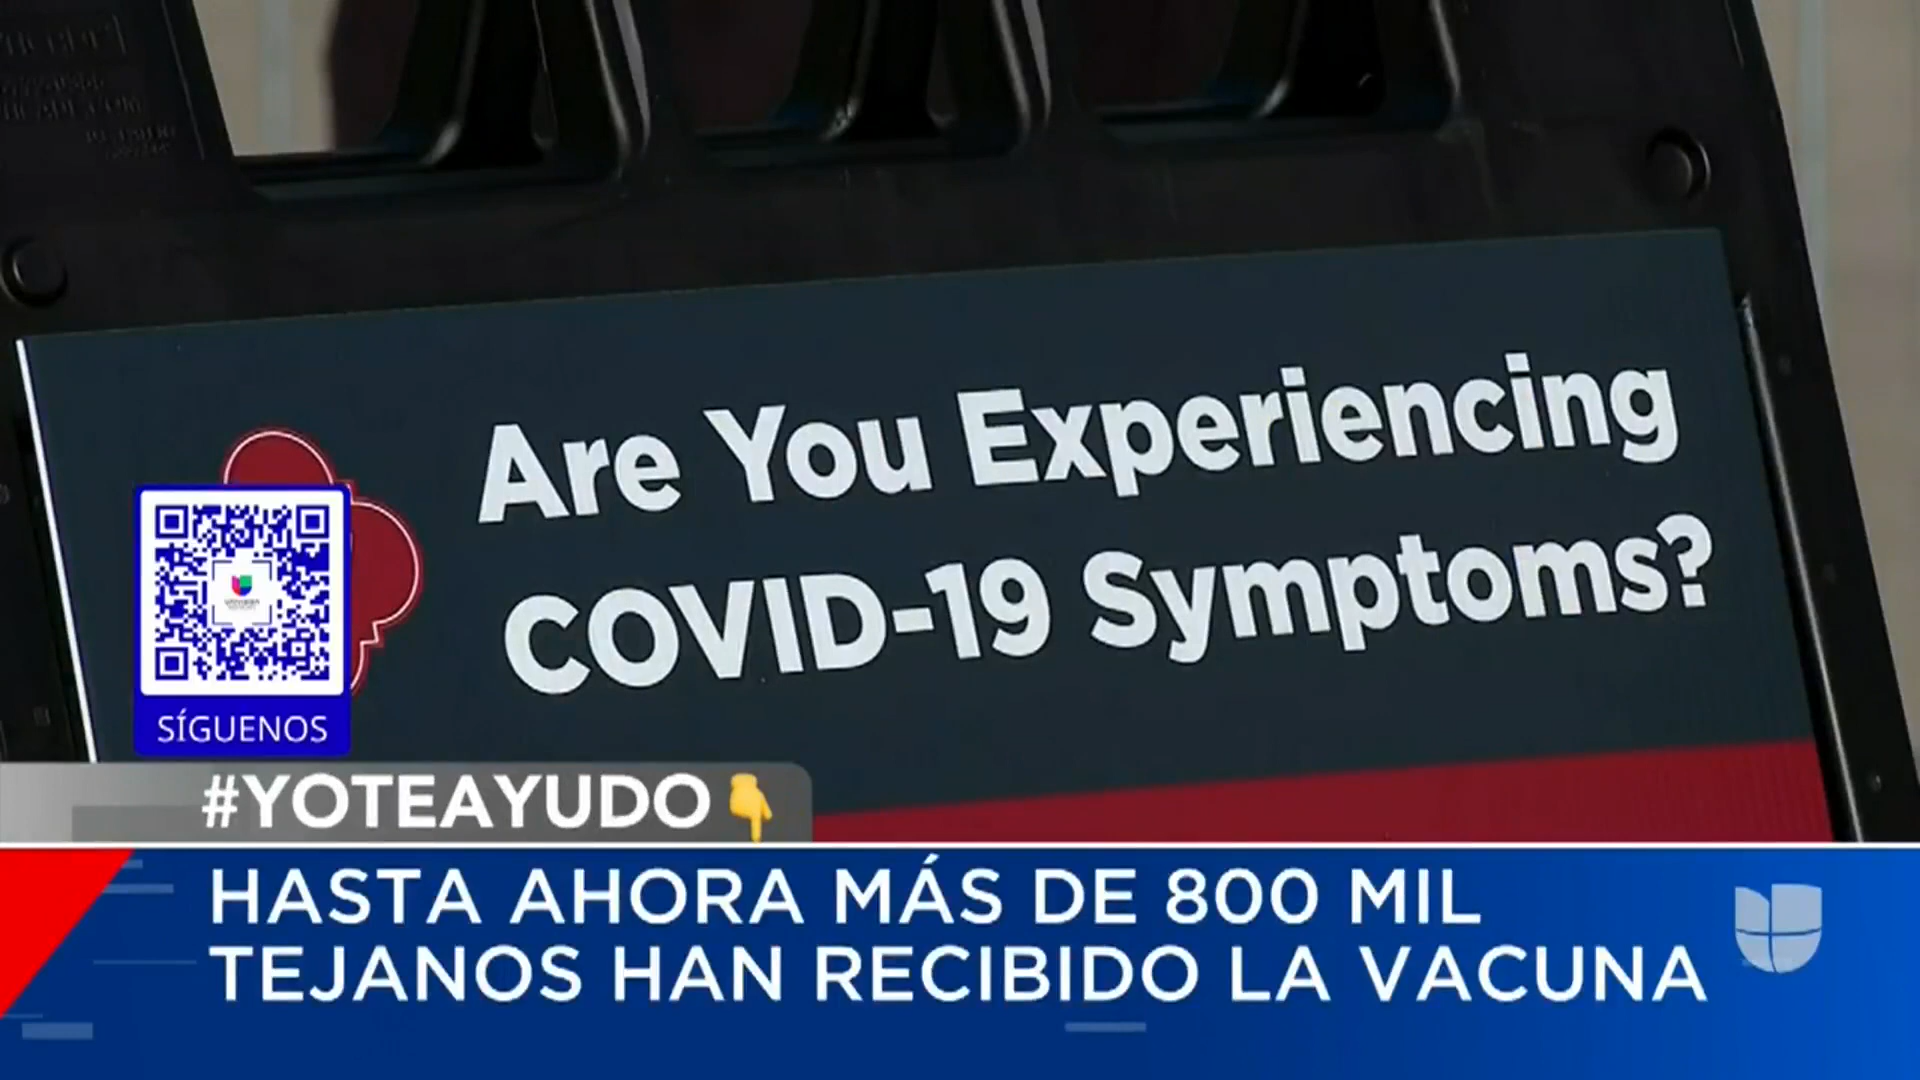 Are You Experiencing
COVID-19 Symptoms?
SÍGUENOS
#YOTEAYUDO👇
HASTA AHORA MÁS DE 800 MIL
TEJANOS HAN RECIBIDO LA VACUNA